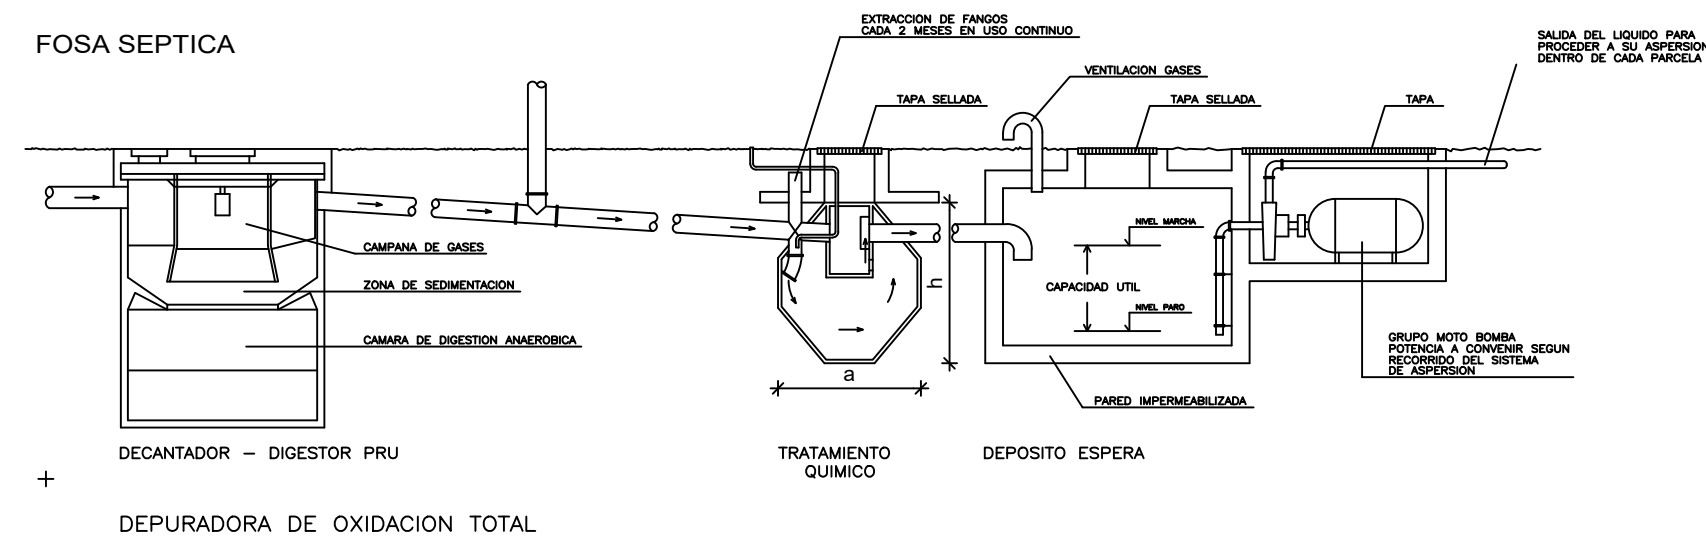 FOSA SEPTICA
EXTRACCION DE FANGOS
CADA 2 MESES EN USO CONTINUO
SALIDA DEL LIQUIDO PARA
PROCEDER A SU ASPERSION
DENTRO DE CADA PARCELA
VENTILACION GASES
TAPA SELLADA
TAPA SELLADA
TAPA
CAMPANA DE GASES
ZONA DE SEDIMENTACION
CAMARA DE DIGESTION ANAEROBICA
h
a
NIVEL MARCHA
CAPACIDAD UTIL
NIVEL PARO
GRUPO MOTO BOMBA
POTENCIA A CONVENIR SEGUN
RECORRIDO DEL SISTEMA
DE ASPERSION
PARED IMPERMEABILIZADA
DECANTADOR - DIGESTOR PRU
TRATAMIENTO
QUIMICO
DEPOSITO ESPERA
+
DEPURADORA DE OXIDACION TOTAL